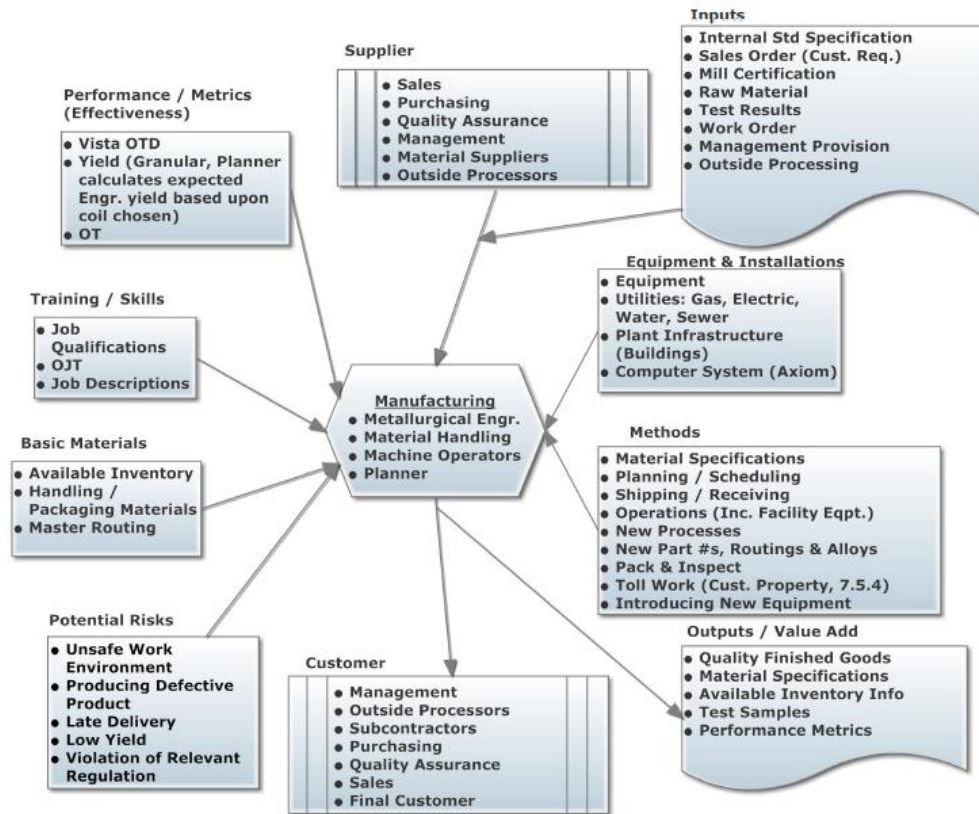 Inputs
● Internal Std Specification
● Sales Order (Cust. Req.)
● Mill Certification
● Raw Material
● Test Results
● Work Order
● Management Provision
● Outside Processing
Supplier
● Sales
● Purchasing
● Quality Assurance
● Management
● Material Suppliers
● Outside Processors
Performance / Metrics
(Effectiveness)
● Vista OTD
● Yield (Granular, Planner
calculates expected
Engr. yield based upon
coil chosen)
● OT
Equipment & Installations
● Equipment
● Utilities: Gas, Electric,
Water, Sewer
● Plant Infrastructure
(Buildings)
● Computer System (Axiom)
Training / Skills
● Job
Qualifications
● OJT
● Job Descriptions
Manufacturing
● Metallurgical Engr.
● Material Handling
● Machine Operators
● Planner
Basic Materials
● Available Inventory
● Handling /
Packaging Materials
● Master Routing
Methods
● Material Specifications
● Planning / Scheduling
● Shipping / Receiving
● Operations (Inc. Facility Eqpt.)
● New Processes
● New Part #s, Routings & Alloys
● Pack & Inspect
● Toll Work (Cust. Property, 7.5.4)
● Introducing New Equipment
Potential Risks
● Unsafe Work
Environment
● Producing Defective
Product
● Late Delivery
● Low Yield
● Violation of Relevant
Regulation
Customer
● Management
● Outside Processors
● Subcontractors
● Purchasing
● Quality Assurance
● Sales
● Final Customer
Outputs / Value Add
● Quality Finished Goods
● Material Specifications
● Available Inventory Info
● Test Samples
● Performance Metrics